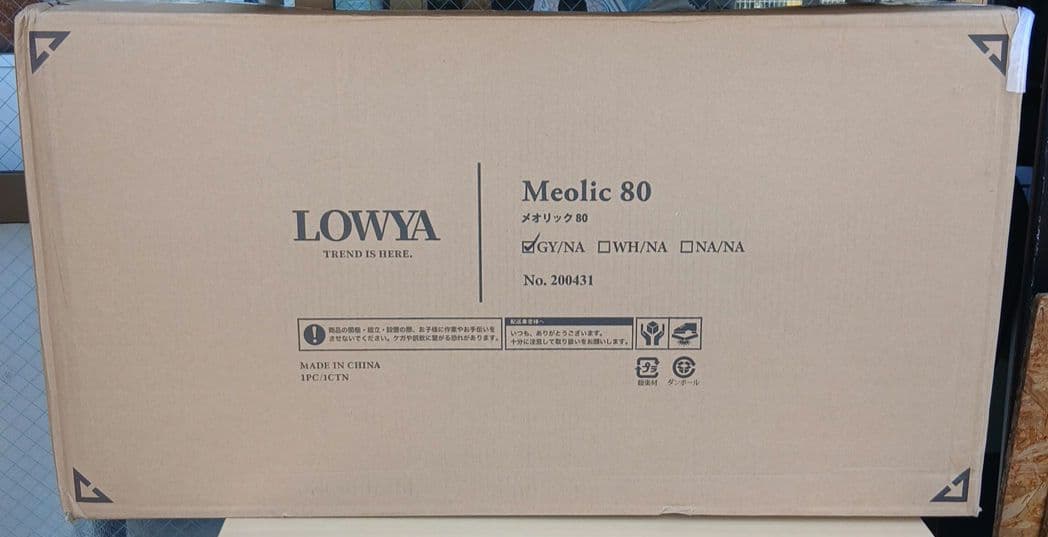 LOWYA
TREND IS HERE.
Meolic 80
メオリック 80
☑GY/NA ☐WH/NA ☐NA/NA
No. 200431
商品の開梱・組立・設置の際、お子様に作業やお手伝いを
させないでください。ケガや誤飲に繋がる恐れがあります。
配送業者様へ
いつも、ありがとうございます。
十分に注意して取り扱いをお願いします。
MADE IN CHINA
1PC/1CTN
プラ
緩衝材
ダンボール